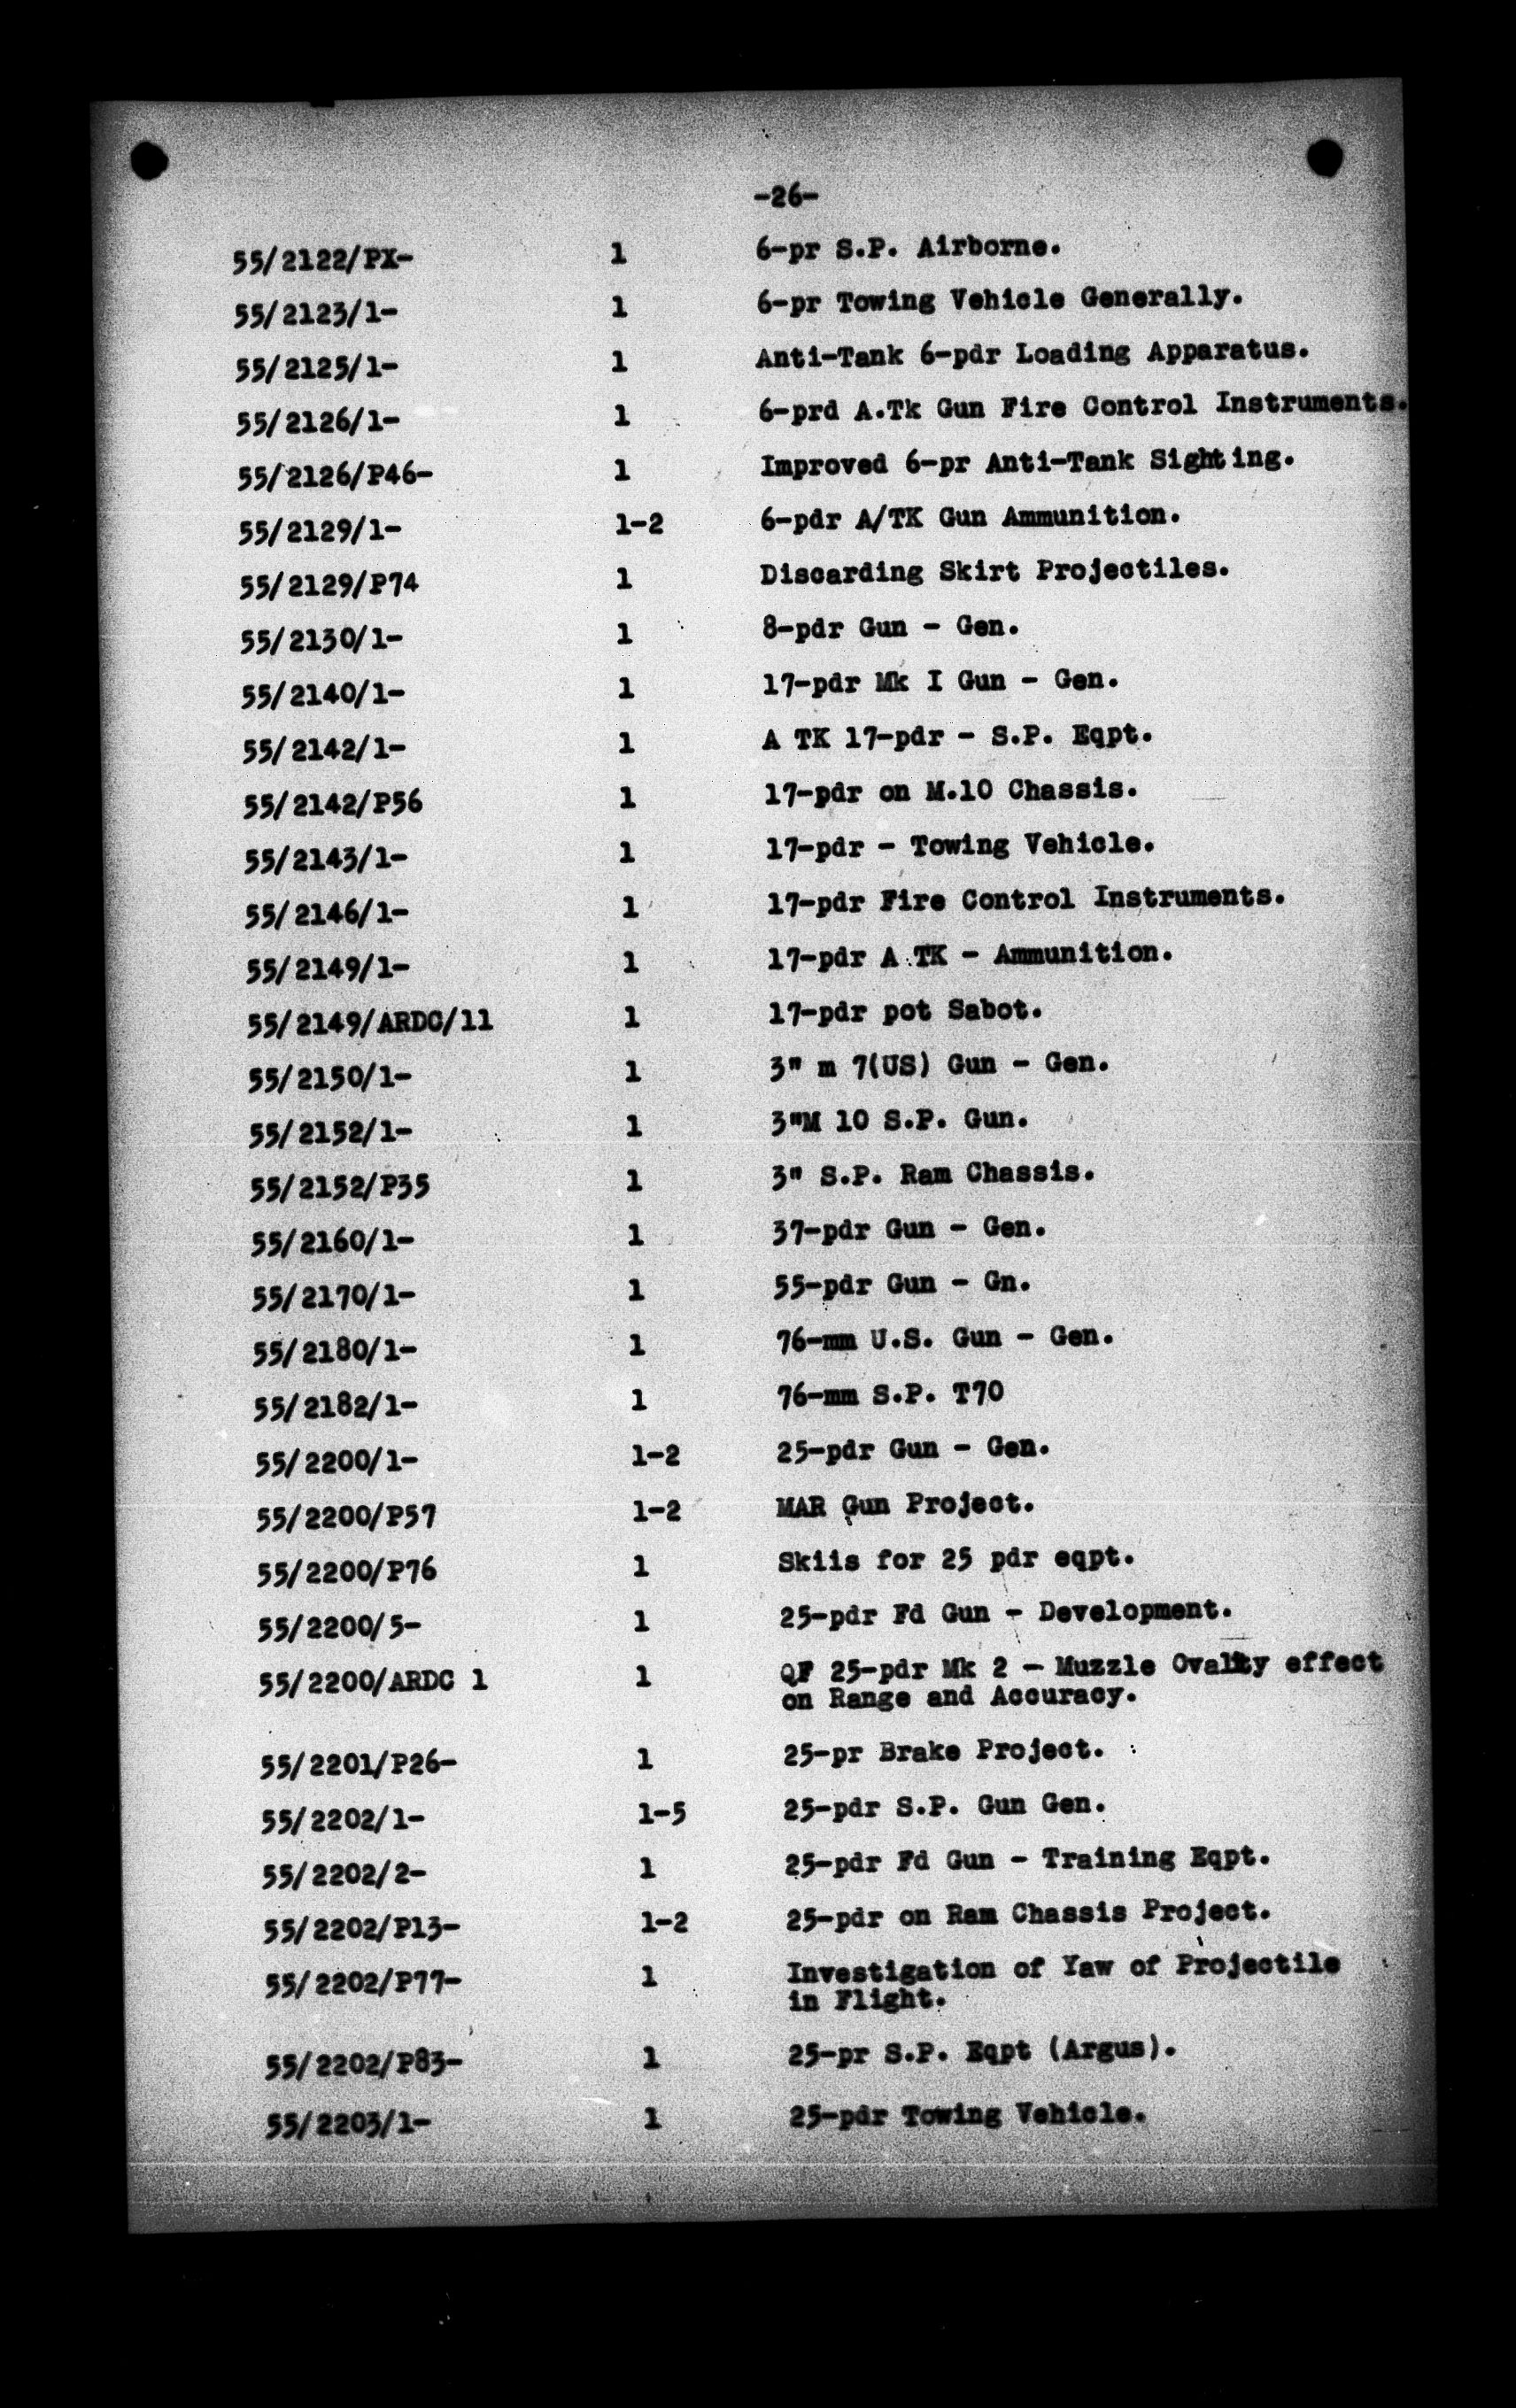 -26-
55/2122/PX- 1 6-pr S.P. Airborne.
55/2123/1- 1 6-pr Towing Vehicle Generally.
55/2125/1- 1 Anti-Tank 6-pdr Loading Apparatus.
55/2126/1- 1 6-prd A.Tk Gun Fire Control Instruments.
55/2126/P46- 1 Improved 6-pr Anti-Tank Sighting.
55/2129/1- 1-2 6-pdr A/TK Gun Ammunition.
55/2129/P74 1 Discarding Skirt Projectiles.
55/2130/1- 1 8-pdr Gun - Gen.
55/2140/1- 1 17-pdr Mk I Gun - Gen.
55/2142/1- 1 A TK 17-pdr - S.P. Eqpt.
55/2142/P56 1 17-pdr on M.10 Chassis.
55/2143/1- 1 17-pdr - Towing Vehicle.
55/2146/1- 1 17-pdr Fire Control Instruments.
55/2149/1- 1 17-pdr A.TK - Ammunition.
55/2149/ARDC/11 1 17-pdr pot Sabot.
55/2150/1- 1 3" m 7(US) Gun - Gen.
55/2152/1- 1 3"M 10 S.P. Gun.
55/2152/P35 1 3" S.P. Ram Chassis.
55/2160/1- 1 37-pdr Gun - Gen.
55/2170/1- 1 55-pdr Gun - Gn.
55/2180/1- 1 76-mm U.S. Gun - Gen.
55/2182/1- 1 76-mm S.P. T70
55/2200/1- 1-2 25-pdr Gun - Gen.
55/2200/P57 1-2 MAR Gun Project.
55/2200/P76 1 Skiis for 25 pdr eqpt.
55/2200/5- 1 25-pdr Fd Gun - Development.
55/2200/ARDC 1 1 QF 25-pdr Mk 2 - Muzzle Ovality effect
on Range and Accuracy.
55/2201/P26- 1 25-pr Brake Project.
55/2202/1- 1-5 25-pdr S.P. Gun Gen.
55/2202/2- 1 25-pdr Fd Gun - Training Eqpt.
55/2202/P13- 1-2 25-pdr on Ram Chassis Project.
55/2202/P77- 1 Investigation of Yaw of Projectile
in Flight.
55/2202/P83- 1 25-pr S.P. Eqpt (Argus).
55/2203/1- 1 25-pdr Towing Vehicle.